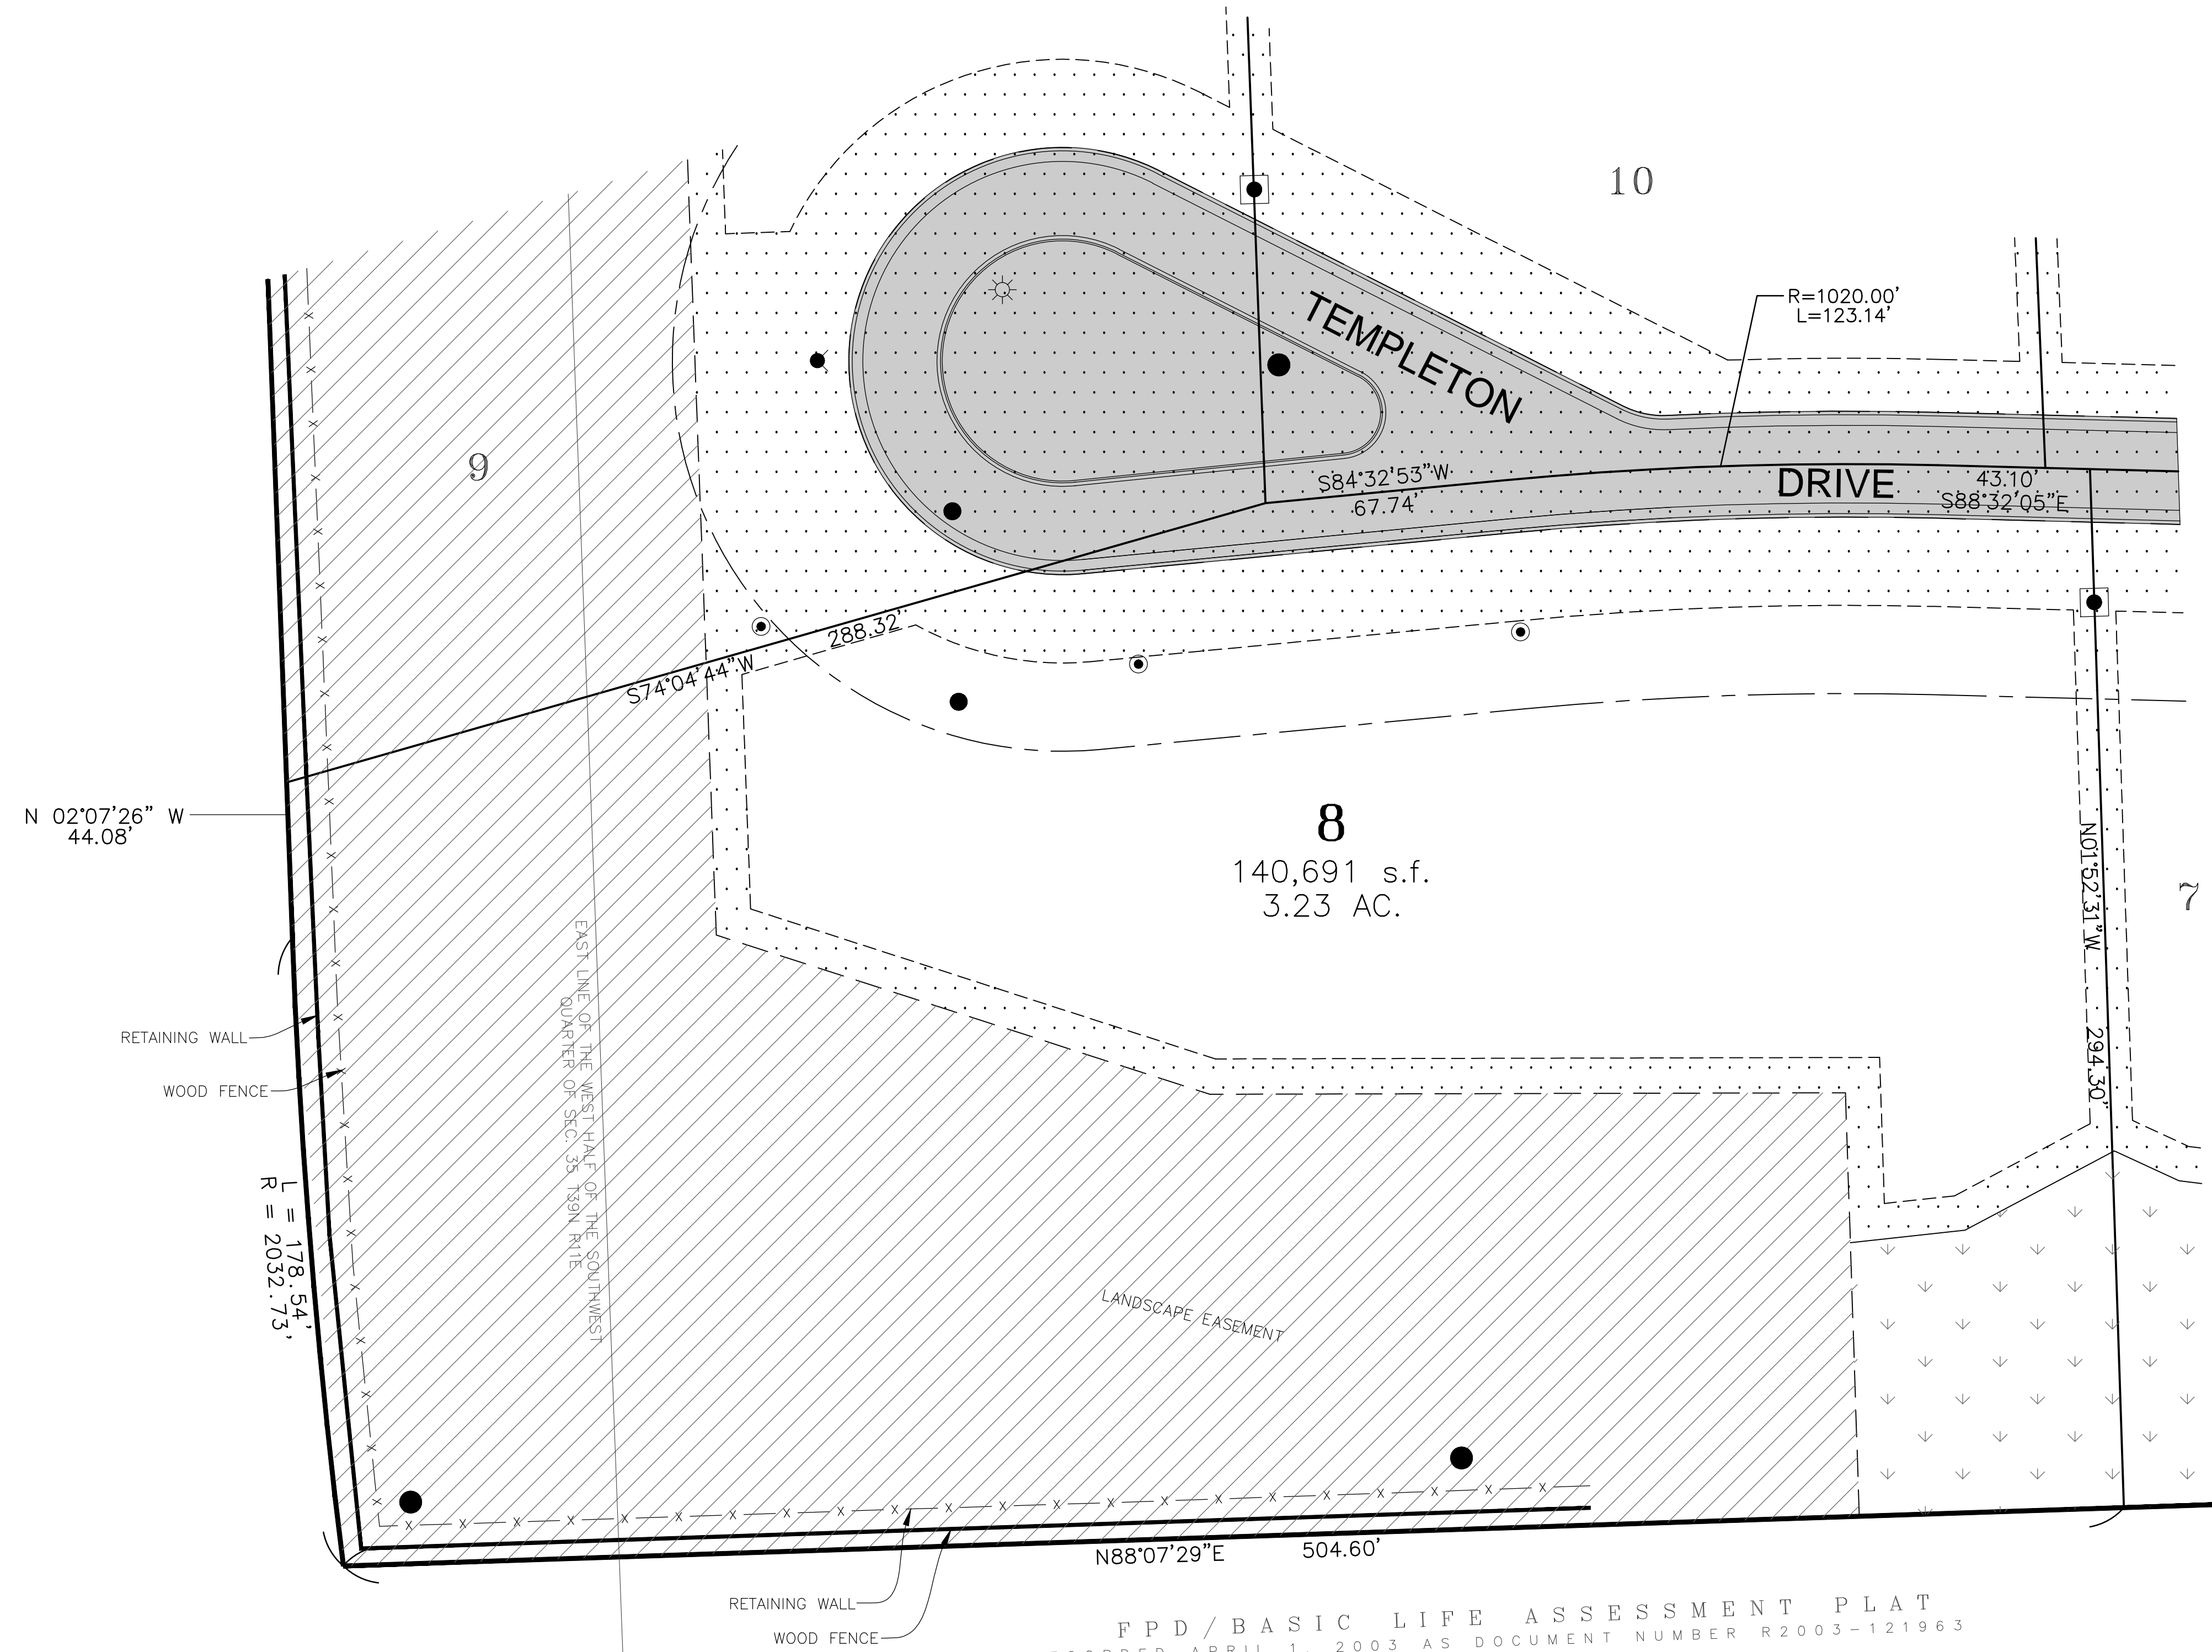 10
R=1020.00'
L=123.14'
TEMPLETON
9
S84°32'53"W
67.74'
DRIVE
43.10'
S88°32'05"E
288.32'
S74°04'44"W
N 02°07'26" W
44.08'
8
140,691 s.f.
3.23 AC.
7
N01°52'31"W
294.30'
EAST LINE OF THE WEST HALF OF THE SOUTHWEST
QUARTER OF SEC. 35 T39N R11E
RETAINING WALL
WOOD FENCE
L = 178.54'
R = 2032.73'
LANDSCAPE EASEMENT
N88°07'29"E 504.60'
RETAINING WALL
WOOD FENCE
FPD/BASIC LIFE ASSESSMENT PLAT
APRIL 1, 2003 AS DOCUMENT NUMBER R2003-121963